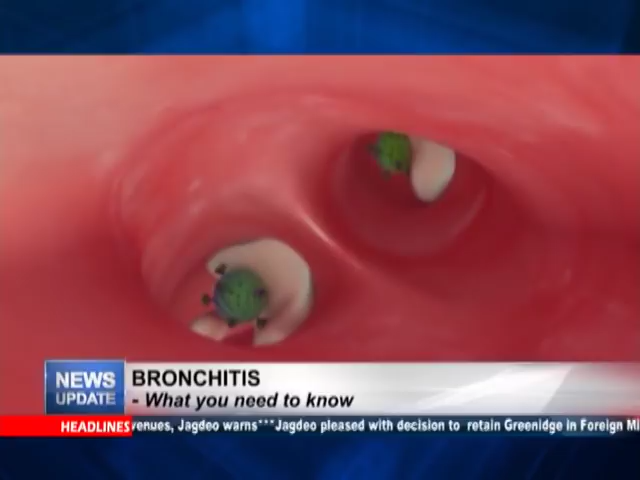 NEWS
UPDATE
BRONCHITIS
- What you need to know
HEADLINES
venues, Jagdeo warns***Jagdeo pleased with decision to retain Greenidge in Foreign Mi